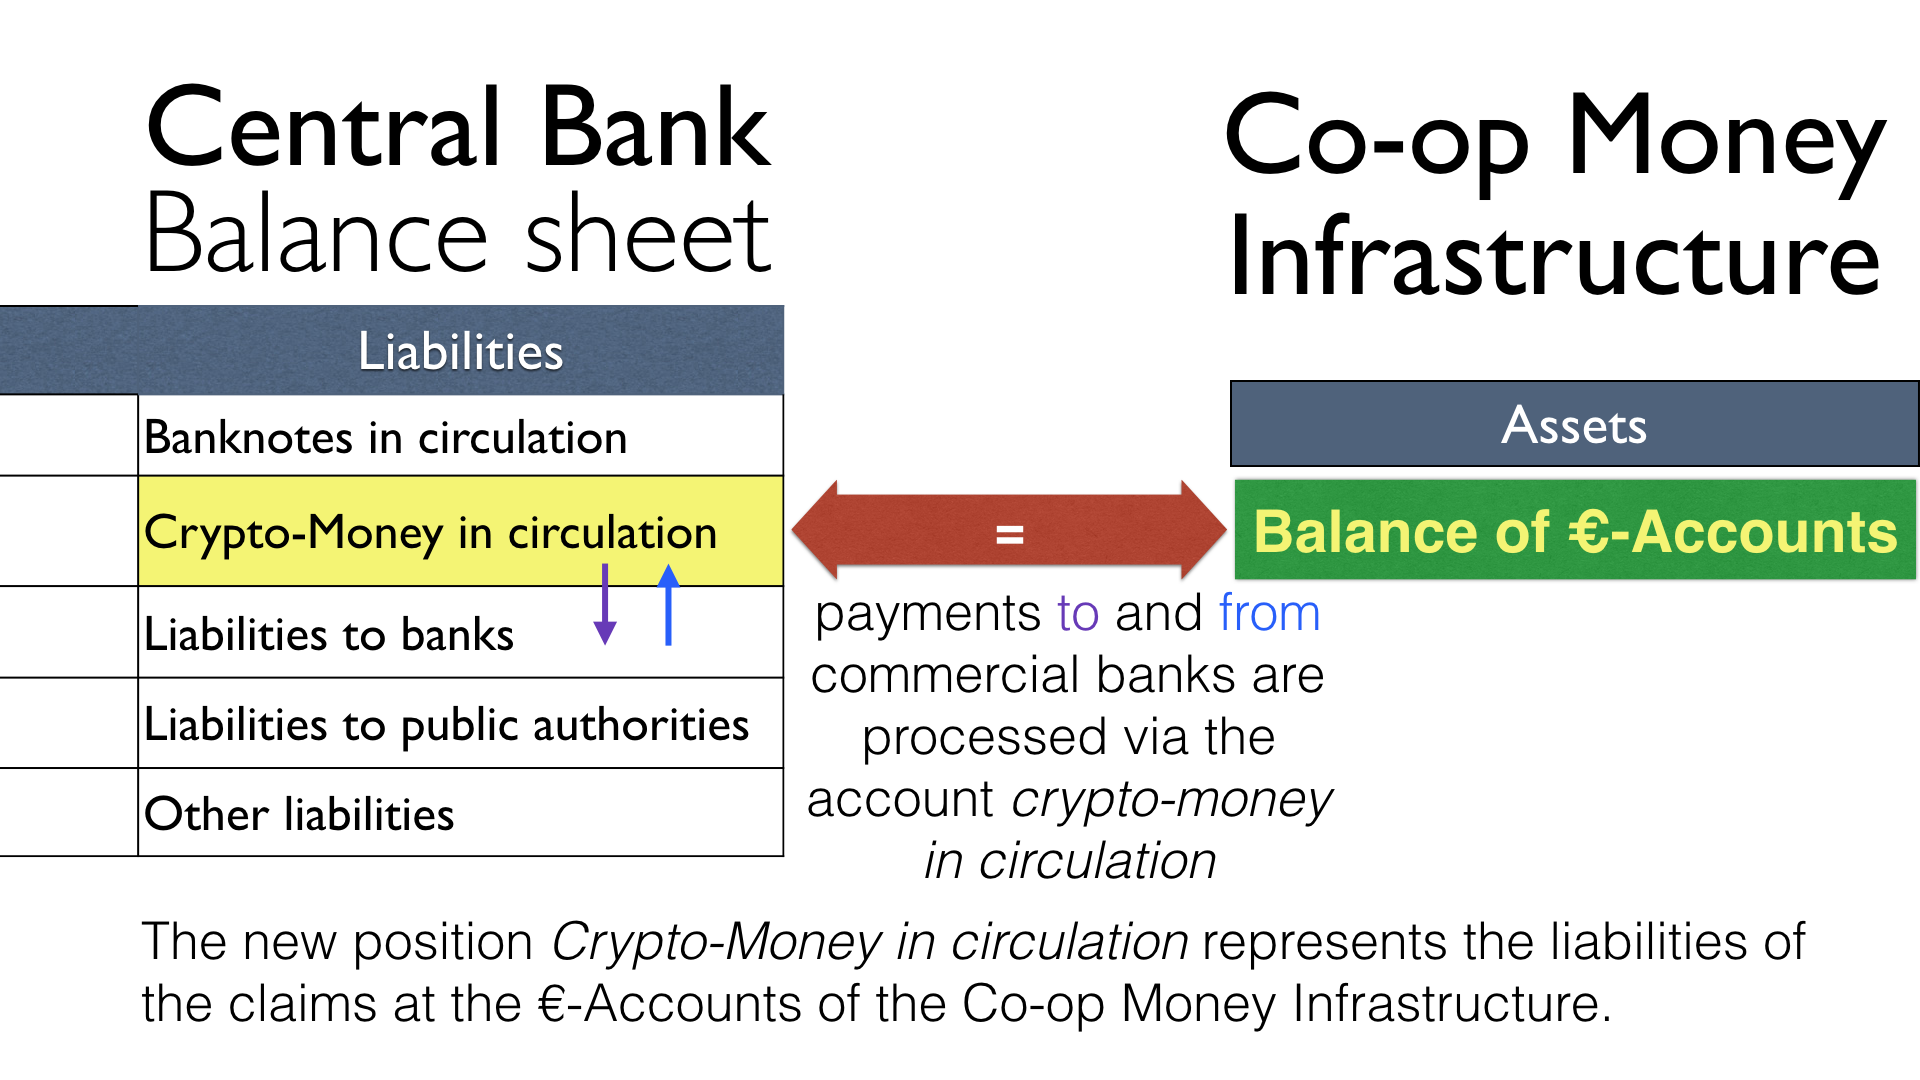 Central Bank
Balance sheet
Co-op Money
Infrastructure
Liabilities
Banknotes in circulation
Crypto-Money in circulation
Liabilities to banks
Liabilities to public authorities
Other liabilities
=
Assets
Balance of €-Accounts
payments to and from
commercial banks are
processed via the
account crypto-money
in circulation
The new position Crypto-Money in circulation represents the liabilities of
the claims at the €-Accounts of the Co-op Money Infrastructure.